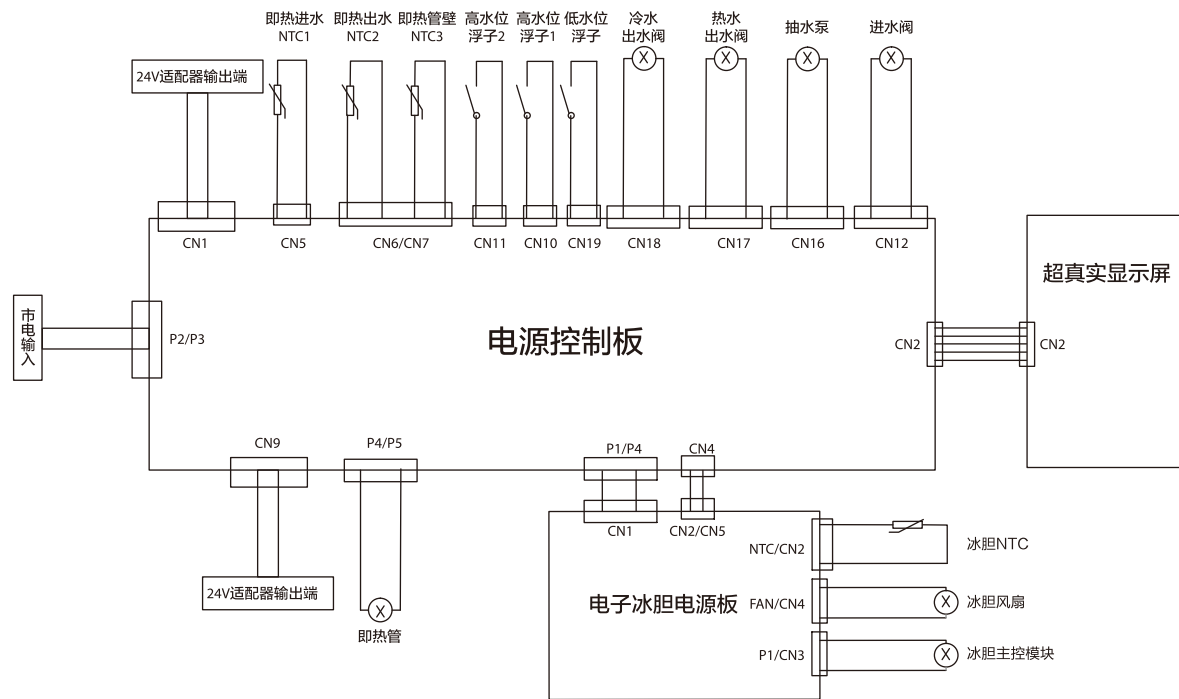 即热进水
NTC1
即热出水
NTC2
即热管壁
NTC3
高水位
浮子2
高水位
浮子1
低水位
浮子
冷水
出水阀
热水
出水阀
抽水泵
进水阀
24V适配器输出端
X
X
X
X
CN1
CN5
CN6/CN7
CN11
CN10
CN19
CN18
CN17
CN16
CN12
超真实显示屏
市电输入
P2/P3
电源控制板
CN2
CN2
CN9
P4/P5
P1/P4
CN4
CN1
CN2/CN5
NTC/CN2
冰胆NTC
24V适配器输出端
X
即热管
电子冰胆电源板
FAN/CN4
X
冰胆风扇
P1/CN3
X
冰胆主控模块